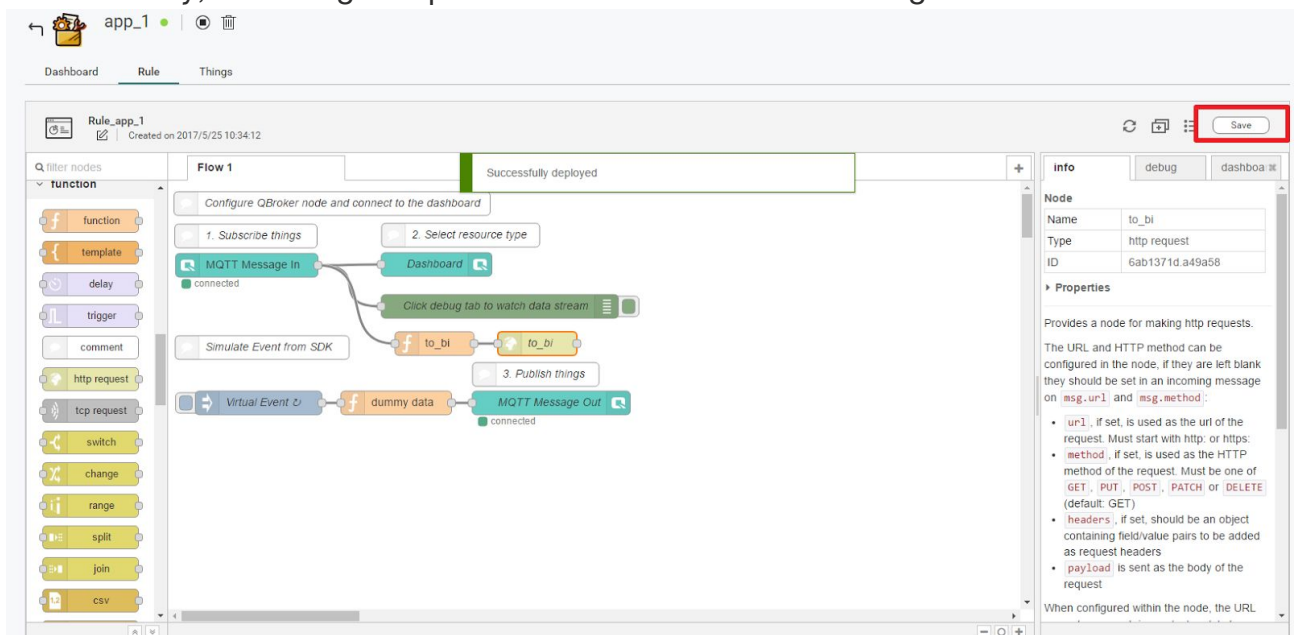 app_1
Dashboard Rule Things
Rule_app_1
Created on 2017/5/25 10:34:12
Save
filter nodes
Flow 1
Successfully deployed
info debug dashboa
function
function
template
delay
trigger
comment
http request
tcp request
switch
change
range
split
join
csv
Configure QBroker node and connect to the dashboard
1. Subscribe things
2. Select resource type
MQTT Message In
connected
Dashboard
Click debug tab to watch data stream
to_bi
to_bi
Simulate Event from SDK
3. Publish things
Virtual Event ↻
dummy data
MQTT Message Out
connected
Node
Name to_bi
Type http request
ID 6ab1371d.a49a58
Properties
Provides a node for making http requests.
The URL and HTTP method can be
configured in the node, if they are left blank
they should be set in an incoming message
on msg.url and msg.method :
url , if set, is used as the url of the
request. Must start with http: or https:
method , if set, is used as the HTTP
method of the request. Must be one of
GET , PUT , POST , PATCH or DELETE
(default: GET)
headers , if set, should be an object
containing field/value pairs to be added
as request headers
payload is sent as the body of the
request
When configured within the node, the URL